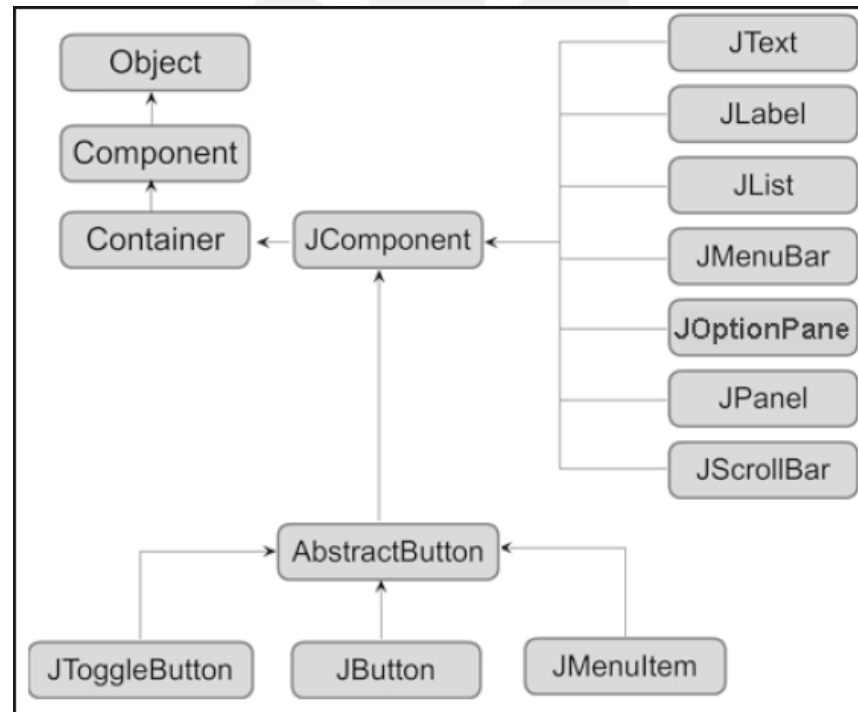 Object
Component
Container
JComponent
JText
JLabel
JList
JMenuBar
JOptionPane
JPanel
JScrollBar
AbstractButton
JToggleButton
JButton
JMenuItem